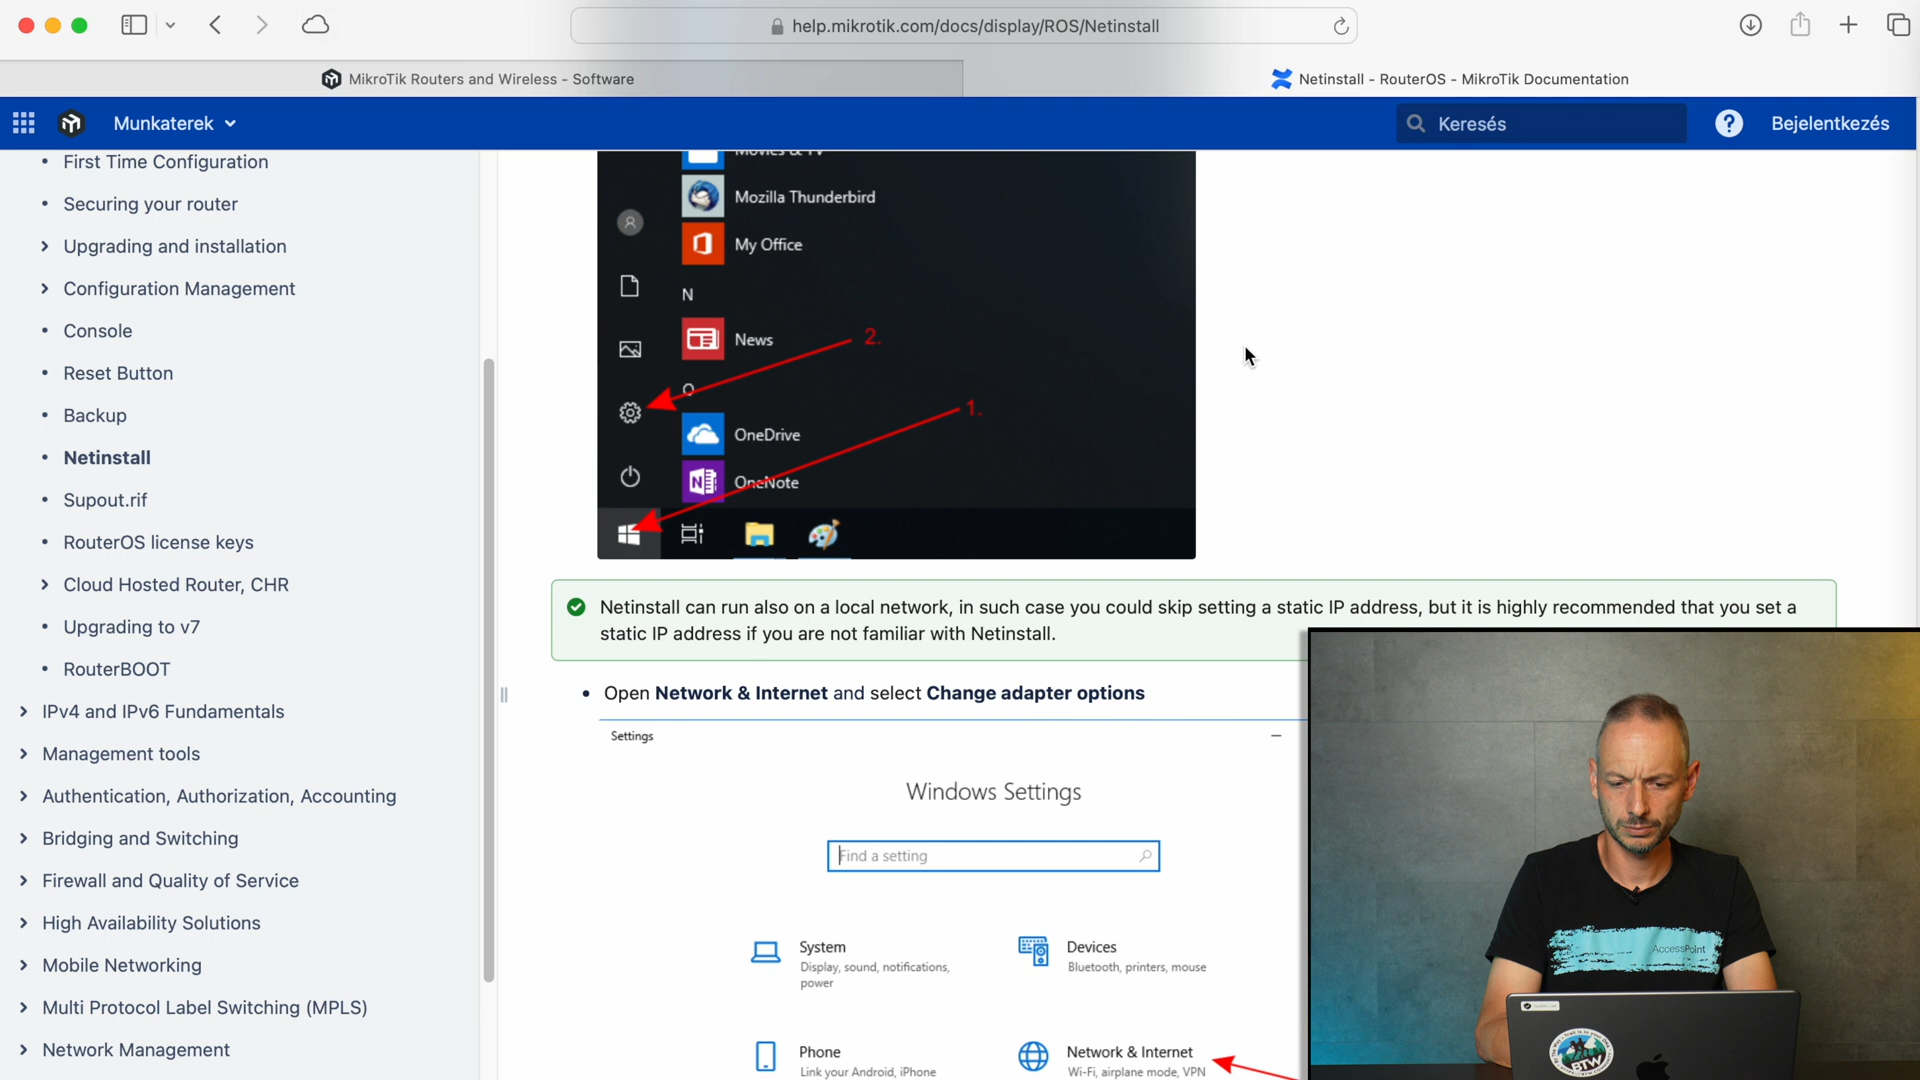 help.mikrotik.com/docs/display/ROS/Netinstall
MikroTik Routers and Wireless - Software
Netinstall - RouterOS - MikroTik Documentation
Munkaterek
Keresés
Bejelentkezés
First Time Configuration
Securing your router
Upgrading and installation
Configuration Management
Console
Reset Button
Backup
Netinstall
Supout.rif
RouterOS license keys
Cloud Hosted Router, CHR
Upgrading to v7
RouterBOOT
IPv4 and IPv6 Fundamentals
Management tools
Authentication, Authorization, Accounting
Bridging and Switching
Firewall and Quality of Service
High Availability Solutions
Mobile Networking
Multi Protocol Label Switching (MPLS)
Network Management
Movies & TV
Mozilla Thunderbird
My Office
N
News
2.
O
1.
OneDrive
OneNote
Netinstall can run also on a local network, in such case you could skip setting a static IP address, but it is highly recommended that you set a
static IP address if you are not familiar with Netinstall.
Open Network & Internet and select Change adapter options
Settings
Windows Settings
Find a setting
System
Display, sound, notifications,
power
Devices
Bluetooth, printers, mouse
Phone
Link your Android, iPhone
Network & Internet
Wi-Fi, airplane mode, VPN
AccessPoint
BTW